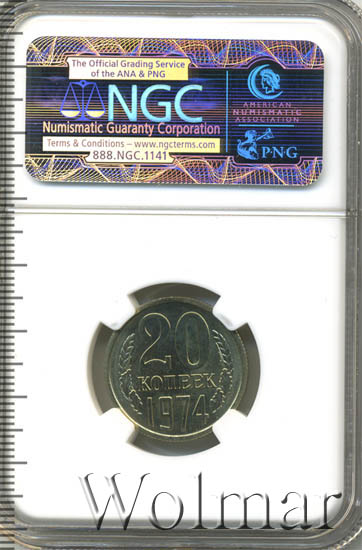 The Official Grading Service
of the ANA & PNG
NGC
Numismatic Guaranty Corporation
Terms & Conditions – www.ngcterms.com
888.NGC.1141
AMERICAN
NUMISMATIC
ASSOCIATION
P·N·G
20
КОПЕЕК
1974
Wolmar